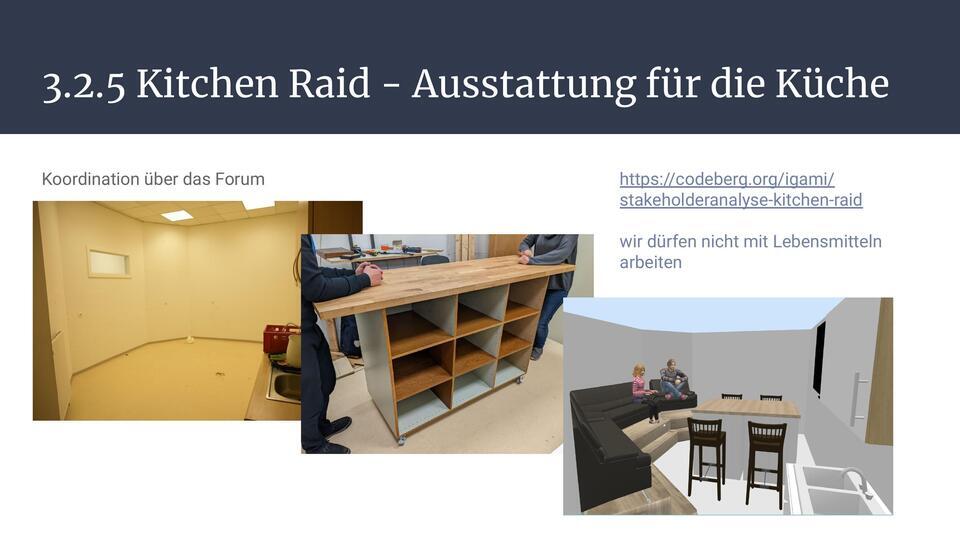 3.2.5 Kitchen Raid - Ausstattung für die Küche
Koordination über das Forum
https://codeberg.org/igami/
stakeholderanalyse-kitchen-raid
wir dürfen nicht mit Lebensmitteln
arbeiten